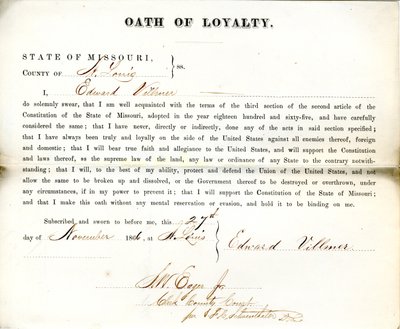 OATH OF LOYALTY.
STATE OF MISSOURI,
COUNTY OF St. Louis } ss.
I, Edward Villmer
do solemnly swear, that I am well acquainted with the terms of the third section of the second article of the
Constitution of the State of Missouri, adopted in the year eighteen hundred and sixty-five, and have carefully
considered the same; that I have never, directly or indirectly, done any of the acts in said section specified;
that I have always been truly and loyally on the side of the United States against all enemies thereof, foreign
and domestic; that I will bear true faith and allegiance to the United States, and will support the Constitution
and laws thereof, as the supreme law of the land, any law or ordinance of any State to the contrary notwith-
standing; that I will, to the best of my ability, protect and defend the Union of the United States, and not
allow the same to be broken up and dissolved, or the Government thereof to be destroyed or overthrown, under
any circumstances, if in my power to prevent it; that I will support the Constitution of the State of Missouri;
and that I make this oath without any mental reservation or evasion, and hold it to be binding on me.
Subscribed and sworn to before me, this 27th
day of November 1866, at St. Louis
Edward Villmer
Clerk County Court